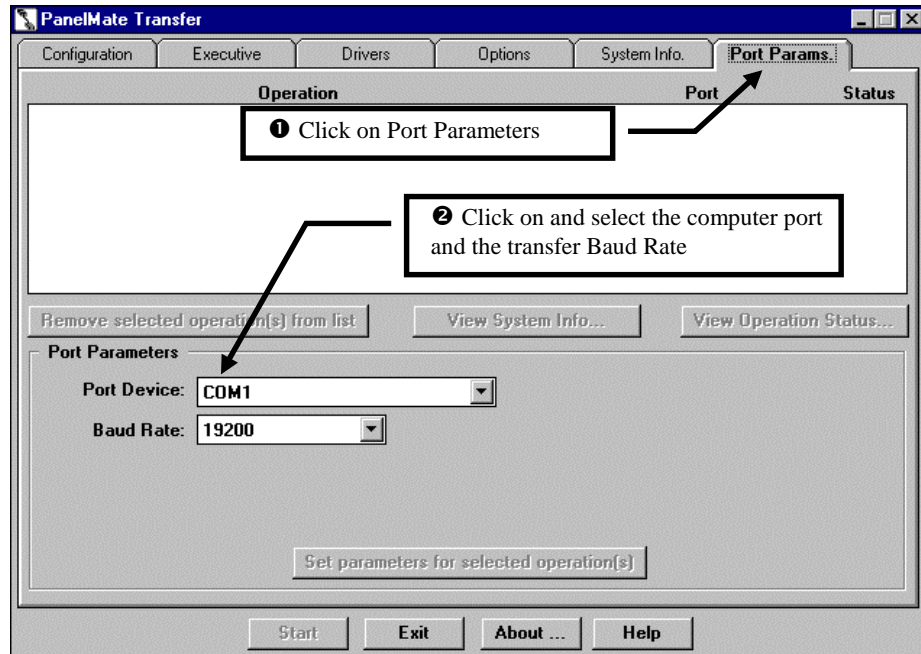 PanelMate Transfer
Configuration Executive Drivers Options System Info. Port Params.
Operation Port Status
❶ Click on Port Parameters
❷ Click on and select the computer port
and the transfer Baud Rate
Remove selected operation(s) from list View System Info... View Operation Status...
Port Parameters
Port Device: COM1
Baud Rate: 19200
Set parameters for selected operation(s)
Start Exit About ... Help